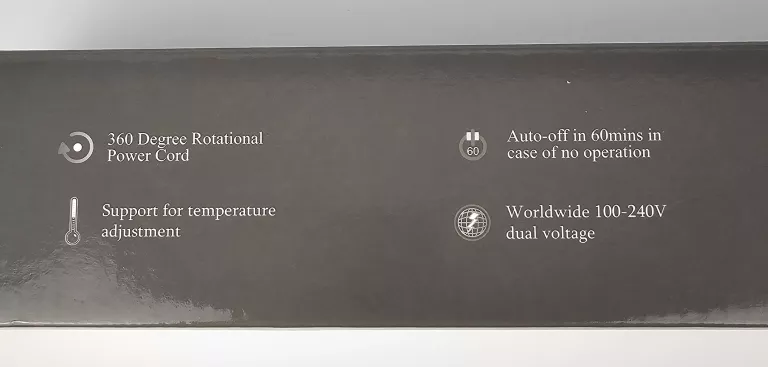 360 Degree Rotational
Power Cord
Support for temperature
adjustment
60
Auto-off in 60mins in
case of no operation
Worldwide 100-240V
dual voltage